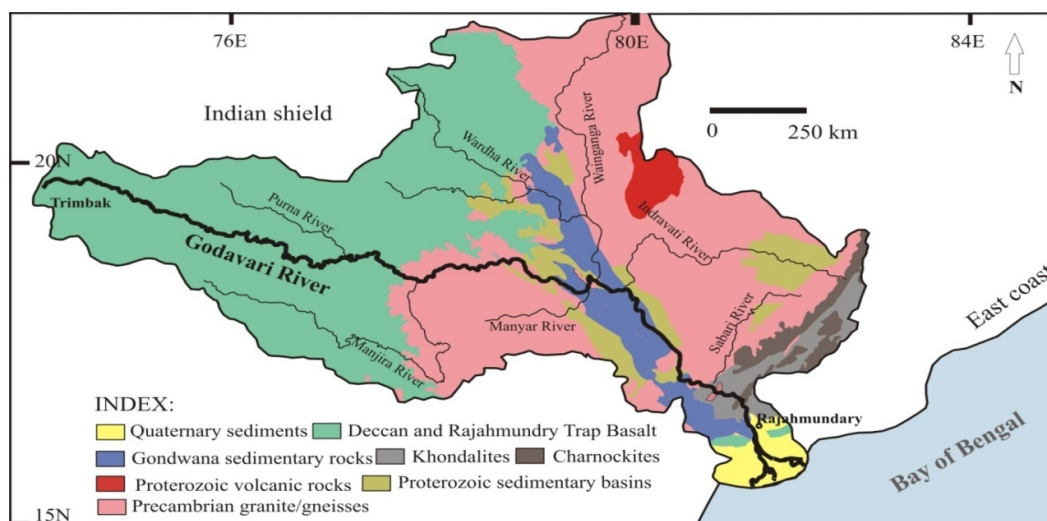 76E
80E
84E
N
Indian shield
0 250 km
20N
Wardha River
Wainganga River
Trimbak
Purna River
Indravati River
Godavari River
East coast
Manyar River
Sabari River
Manjira River
INDEX:
Rajahmundary
Quaternary sediments
Deccan and Rajahmundry Trap Basalt
Gondwana sedimentary rocks
Khondalites
Charnockites
Proterozoic volcanic rocks
Proterozoic sedimentary basins
Precambrian granite/gneisses
Bay of Bengal
15N